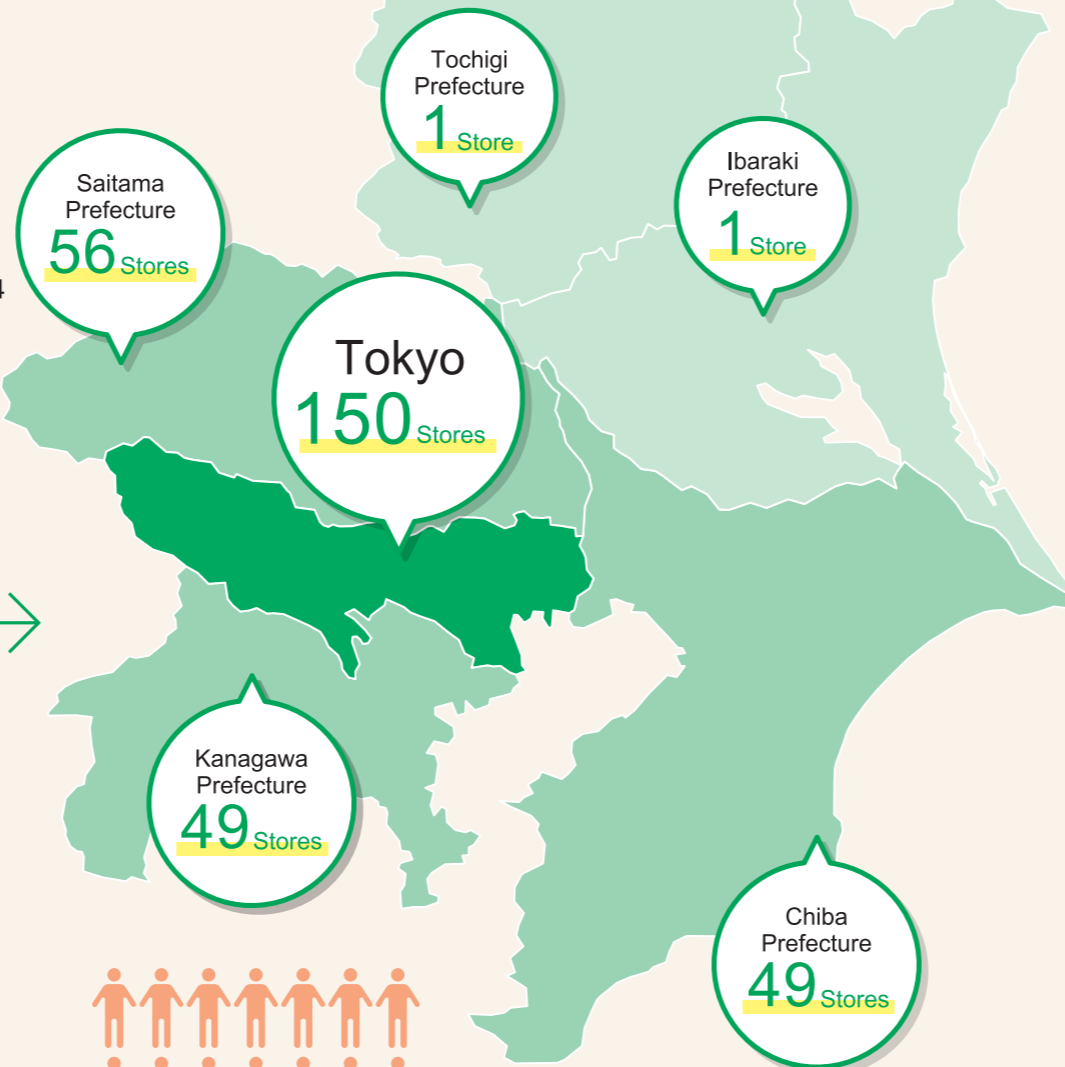 Tochigi
Prefecture
1 Store
Ibaraki
Prefecture
1 Store
Saitama
Prefecture
56 Stores
4
Tokyo
150 Stores
Kanagawa
Prefecture
49 Stores
Chiba
Prefecture
49 Stores